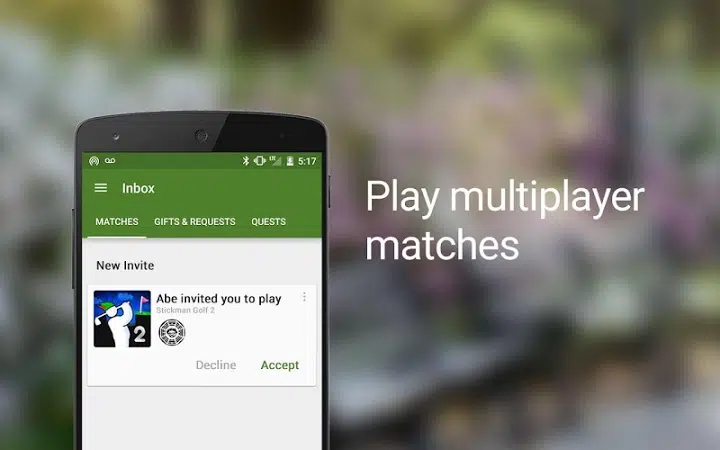 5:17
Inbox
MATCHES GIFTS & REQUESTS QUESTS
New Invite
Abe invited you to play
Stickman Golf 2
2
Decline Accept
Play multiplayer
matches